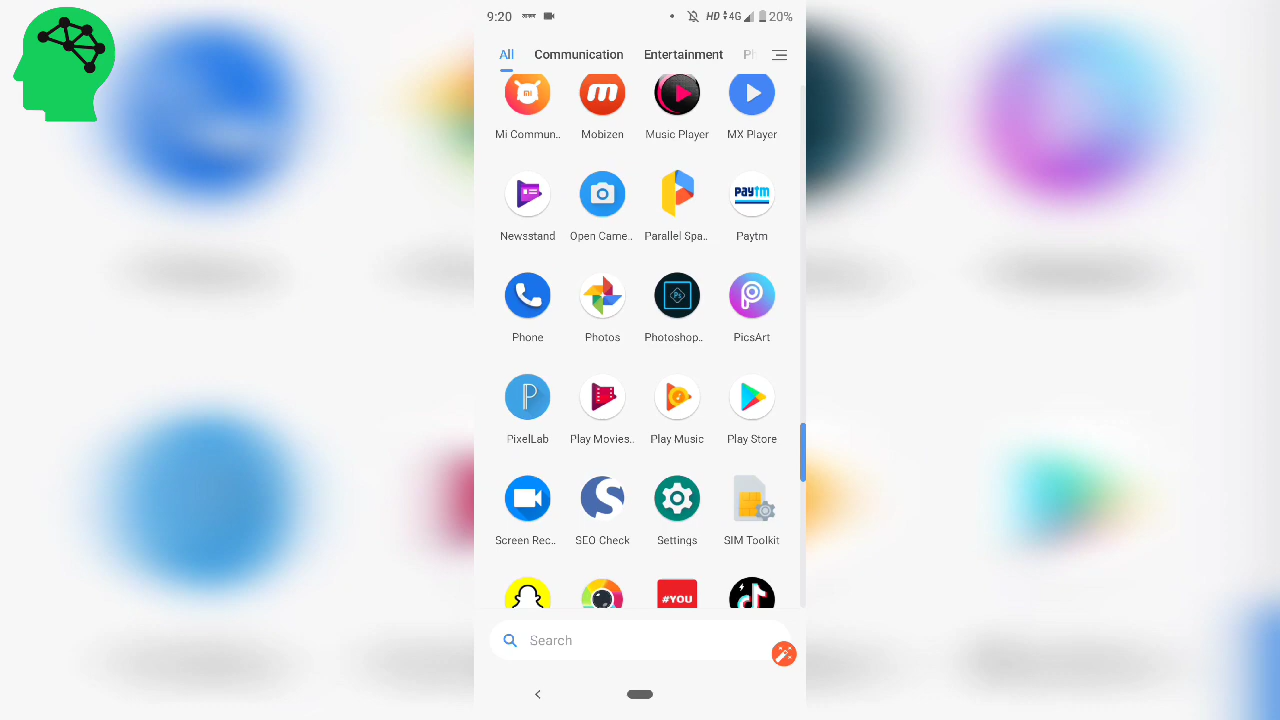 9:20 HD 4G 20%
All Communication Entertainment
Mi Commun.. Mobizen Music Player MX Player
paytm
Newsstand Open Came.. Parallel Spa.. Paytm
Ps
Phone Photos Photoshop.. PicsArt
PixelLab Play Movies.. Play Music Play Store
Screen Rec.. SEO Check Settings SIM Toolkit
#YOU
Search